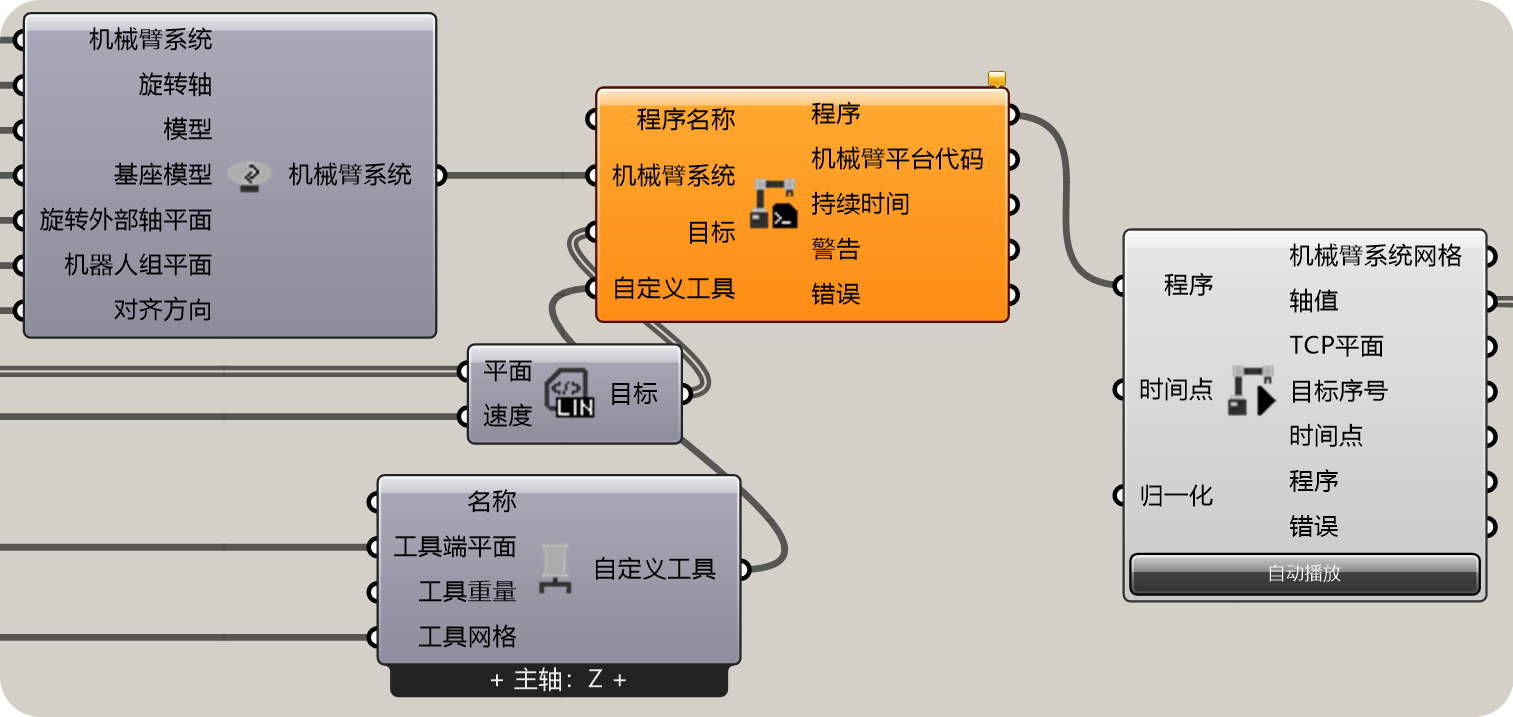 机械臂系统
旋转轴
模型
基座模型
旋转外部轴平面
机器人组平面
对齐方向
机械臂系统
程序名称
机械臂系统
目标
自定义工具
程序
机械臂平台代码
持续时间
警告
错误
平面
速度
</>
LIN
目标
名称
工具端平面
工具重量
工具网格
自定义工具
+ 主轴：Z +
程序
时间点
归一化
机械臂系统网格
轴值
TCP平面
目标序号
时间点
程序
错误
自动播放